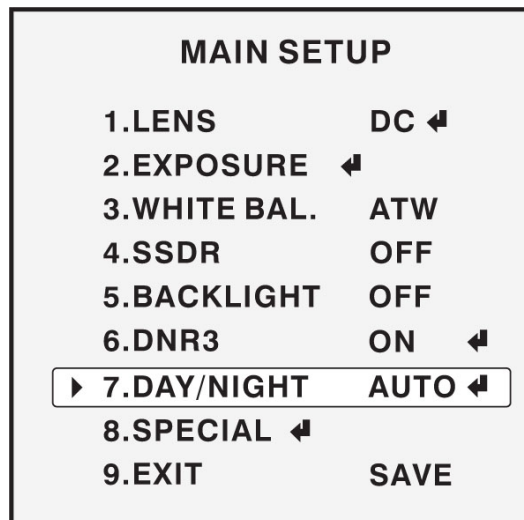 MAIN SETUP
1.LENS DC ↲
2.EXPOSURE ↲
3.WHITE BAL. ATW
4.SSDR OFF
5.BACKLIGHT OFF
6.DNR3 ON ↲
7.DAY/NIGHT AUTO ↲
8.SPECIAL ↲
9.EXIT SAVE